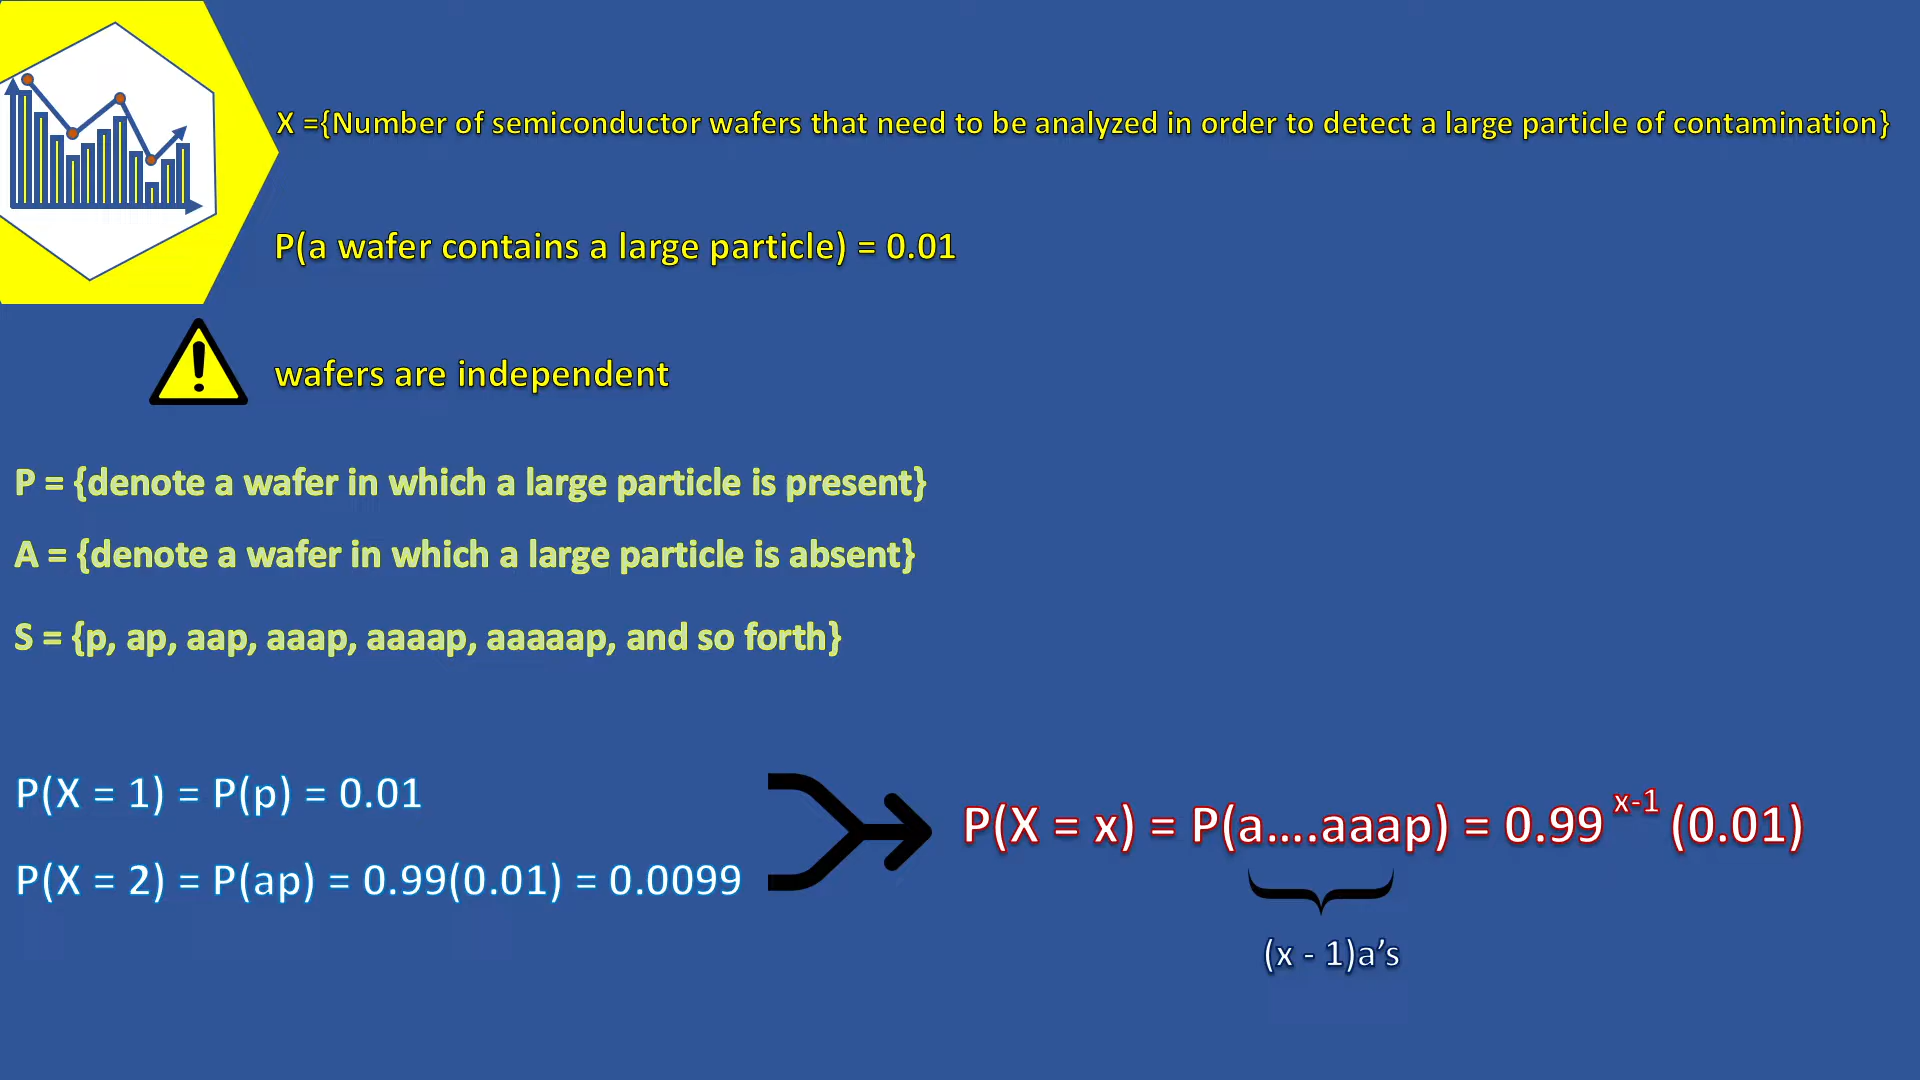 X ={Number of semiconductor wafers that need to be analyzed in order to detect a large particle of contamination}
P(a wafer contains a large particle) = 0.01
wafers are independent
P = {denote a wafer in which a large particle is present}
A = {denote a wafer in which a large particle is absent}
S = {p, ap, aap, aaap, aaaap, aaaaap, and so forth}
P(X = 1) = P(p) = 0.01
P(X = 2) = P(ap) = 0.99(0.01) = 0.0099
P(X = x) = P(a....aaap) = 0.99 x-1 (0.01)
(x - 1)a’s